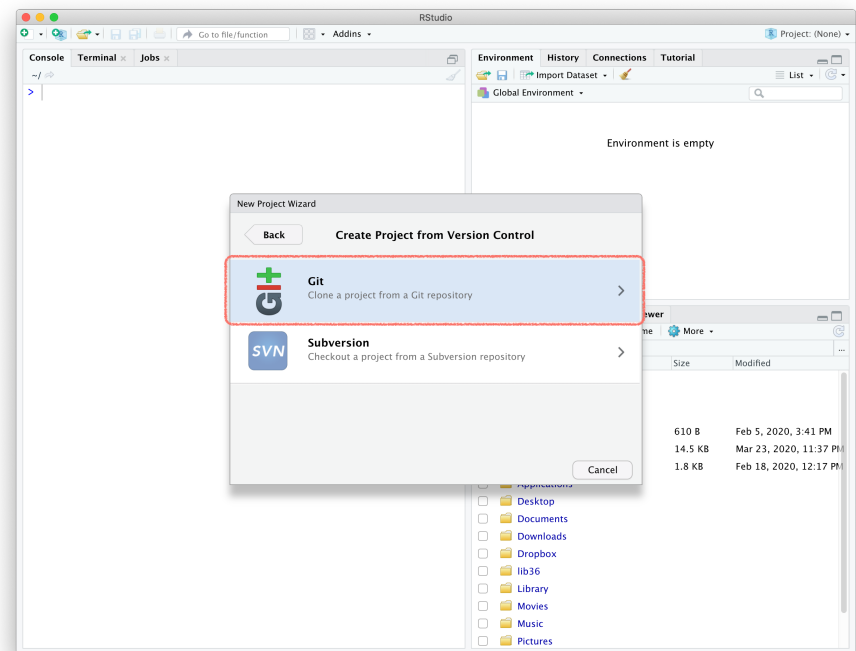 RStudio
Go to file/function
Addins
Project: (None)
Console Terminal Jobs
~/
>
Environment History Connections Tutorial
Import Dataset
List
Global Environment
Environment is empty
New Project Wizard
Back
Create Project from Version Control
Git
Clone a project from a Git repository
SVN
Subversion
Checkout a project from a Subversion repository
Cancel
More
...
Size Modified
610 B Feb 5, 2020, 3:41 PM
14.5 KB Mar 23, 2020, 11:37 PM
1.8 KB Feb 18, 2020, 12:17 PM
Applications
Desktop
Documents
Downloads
Dropbox
lib36
Library
Movies
Music
Pictures